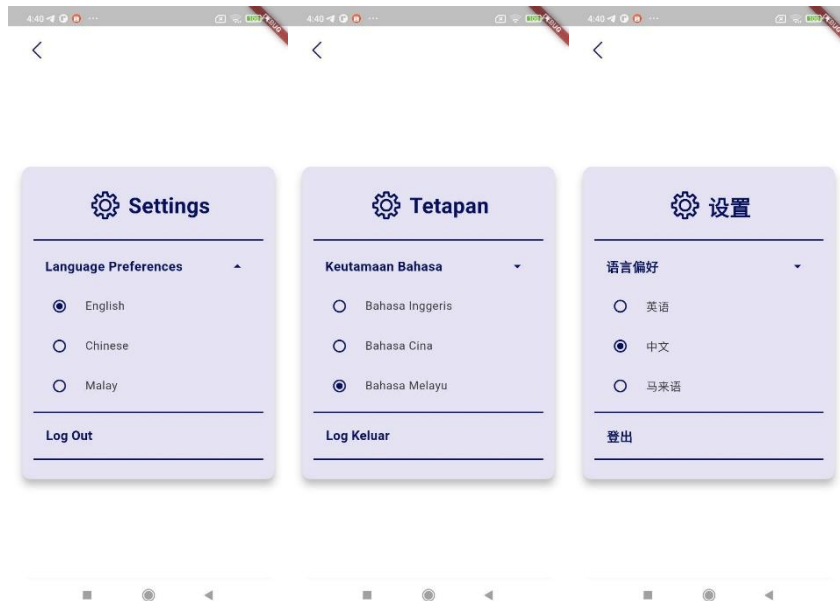 4:40
Settings
Language Preferences
English
Chinese
Malay
Log Out
4:40
Tetapan
Keutamaan Bahasa
Bahasa Inggeris
Bahasa Cina
Bahasa Melayu
Log Keluar
4:40
设置
语言偏好
英语
中文
马来语
登出